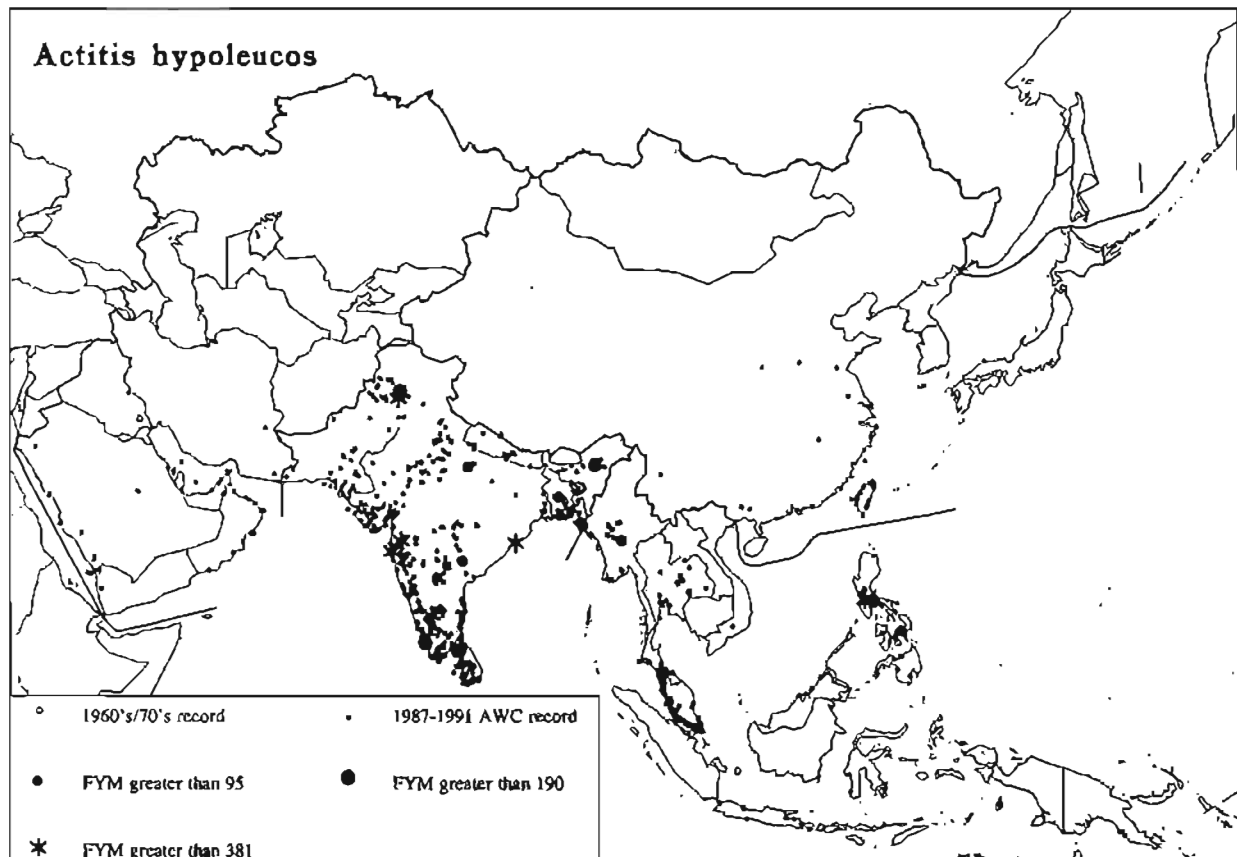 Actitis hypoleucos
1960's/70's record
1987-1991 AWC record
FYM greater than 95
FYM greater than 190
FYM greater than 381